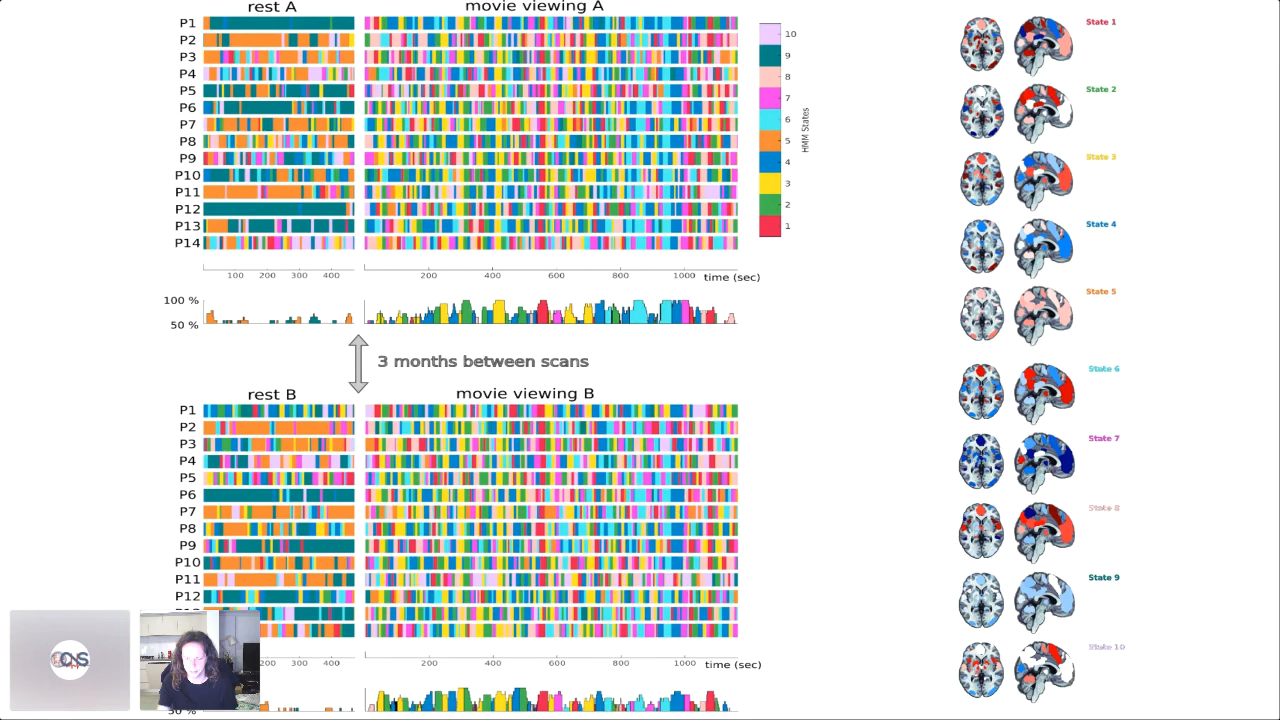 rest A
movie viewing A
P1
P2
P3
P4
P5
P6
P7
P8
P9
P10
P11
P12
P13
P14
100 200 300 400
200 400 600 800 1000 time (sec)
100 %
50 %
10
9
8
7
6
5
4
3
2
1
HMM States
3 months between scans
rest B
movie viewing B
P1
P2
P3
P4
P5
P6
P7
P8
P9
P10
P11
P12
200 300 400
200 400 600 800 1000 time (sec)
State 1
State 2
State 3
State 4
State 5
State 6
State 7
State 8
State 9
State 10